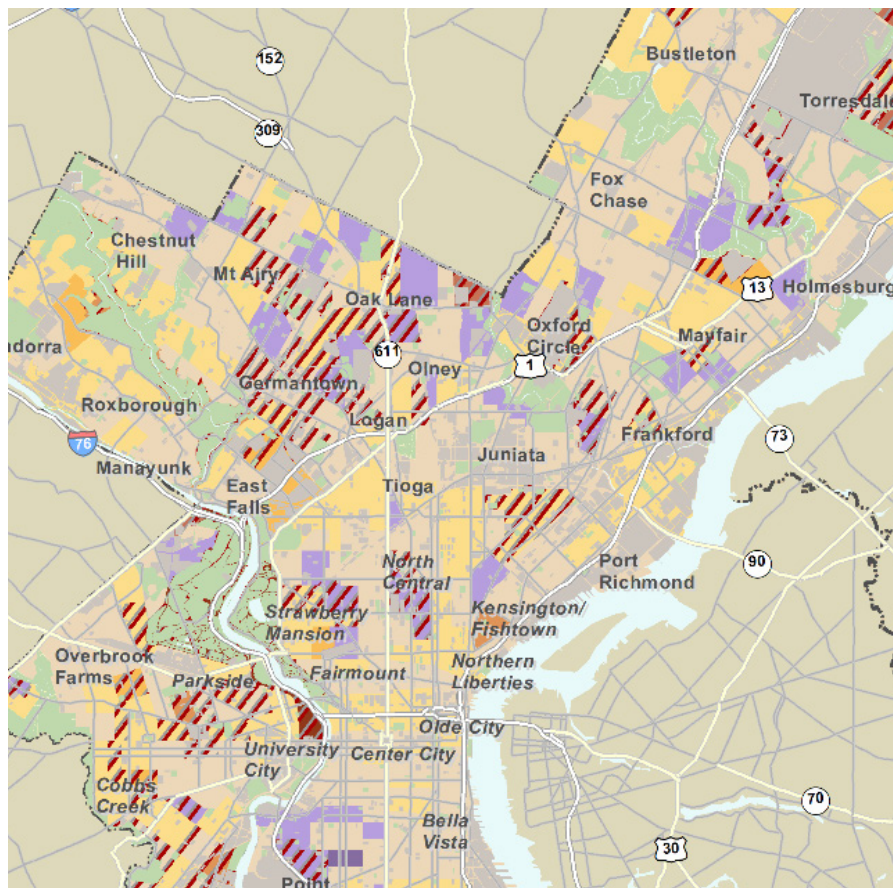 Bustleton
152
Torresdale
309
Fox
Chase
Chestnut
Hill
Mt Airy
13
Holmesburg
Oak Lane
Oxford
Circle
Mayfair
ndorra
611
Olney
1
Germantown
Roxborough
Logan
Frankford
73
76
Manayunk
Juniata
East
Falls
Tioga
North
Central
Port
Richmond
90
Strawberry
Mansion
Kensington/
Fishtown
Overbrook
Farms
Parkside
Fairmount
Northern
Liberties
Olde City
University
City
Center City
Cobbs
Creek
70
Bella
Vista
30
Point